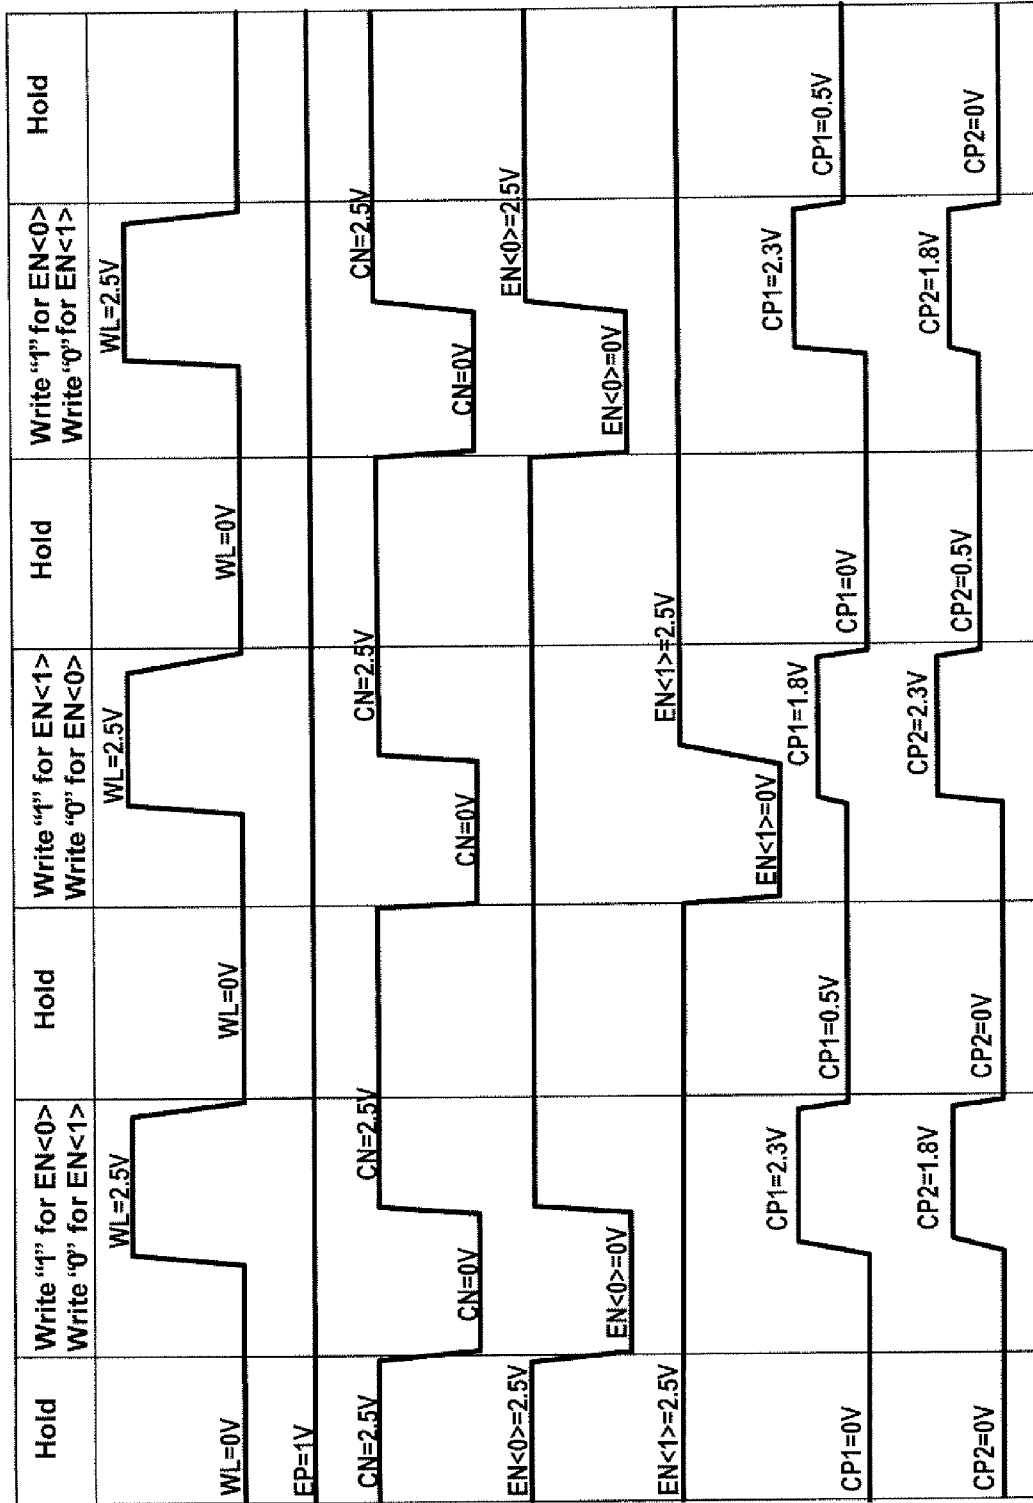 Hold
Write "1" for EN<0>
Write "0" for EN<1>
Hold
Write "1" for EN<1>
Write "0" for EN<0>
Hold
Write "1" for EN<0>
Write "0" for EN<1>
Hold
WL=0V
WL=2.5V
WL=0V
WL=2.5V
WL=0V
WL=2.5V
EP=1V
CN=2.5V
CN=0V
CN=2.5V
CN=0V
CN=2.5V
CN=0V
CN=2.5V
EN<0>=2.5V
EN<0>=0V
EN<0>=0V
EN<0>=2.5V
EN<1>=2.5V
EN<1>=0V
EN<1>=2.5V
CP1=0V
CP1=2.3V
CP1=0.5V
CP1=1.8V
CP1=0V
CP1=2.3V
CP1=0.5V
CP2=0V
CP2=1.8V
CP2=0V
CP2=2.3V
CP2=0.5V
CP2=1.8V
CP2=0V